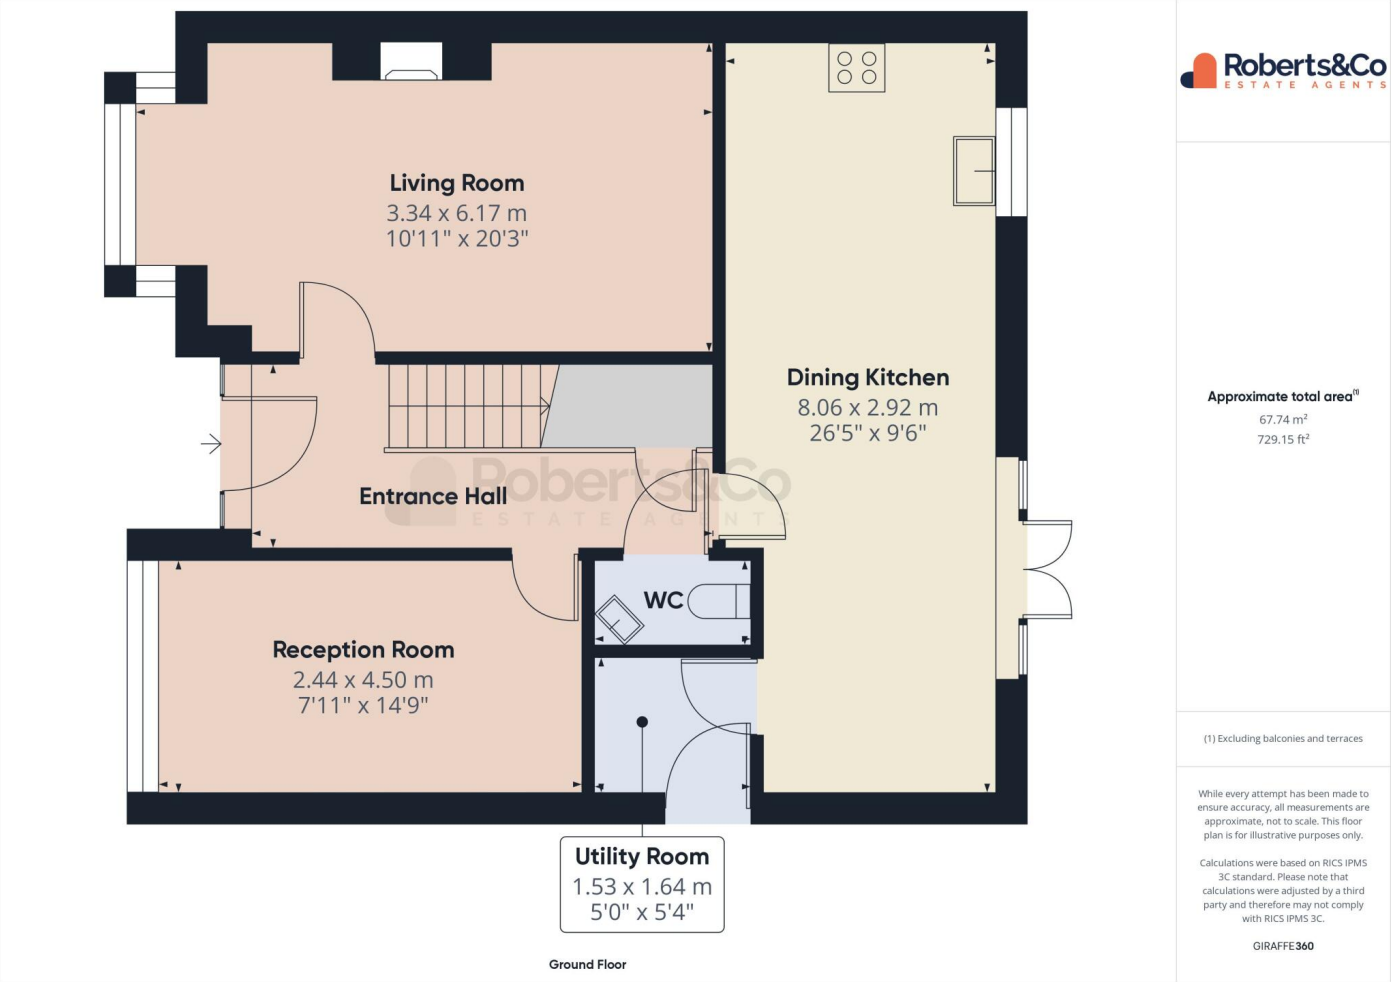 Roberts&Co
ESTATE AGENTS
Living Room
3.34 x 6.17 m
10'11" x 20'3"
Dining Kitchen
8.06 x 2.92 m
26'5" x 9'6"
Roberts&Co
ESTATE AGENTS
Entrance Hall
WC
Reception Room
2.44 x 4.50 m
7'11" x 14'9"
Utility Room
1.53 x 1.64 m
5'0" x 5'4"
Ground Floor
Approximate total area(1)
67.74 m²
729.15 ft²
(1) Excluding balconies and terraces
While every attempt has been made to
ensure accuracy, all measurements are
approximate, not to scale. This floor
plan is for illustrative purposes only.
Calculations were based on RICS IPMS
3C standard. Please note that
calculations were adjusted by a third
party and therefore may not comply
with RICS IPMS 3C.
GIRAFFE360